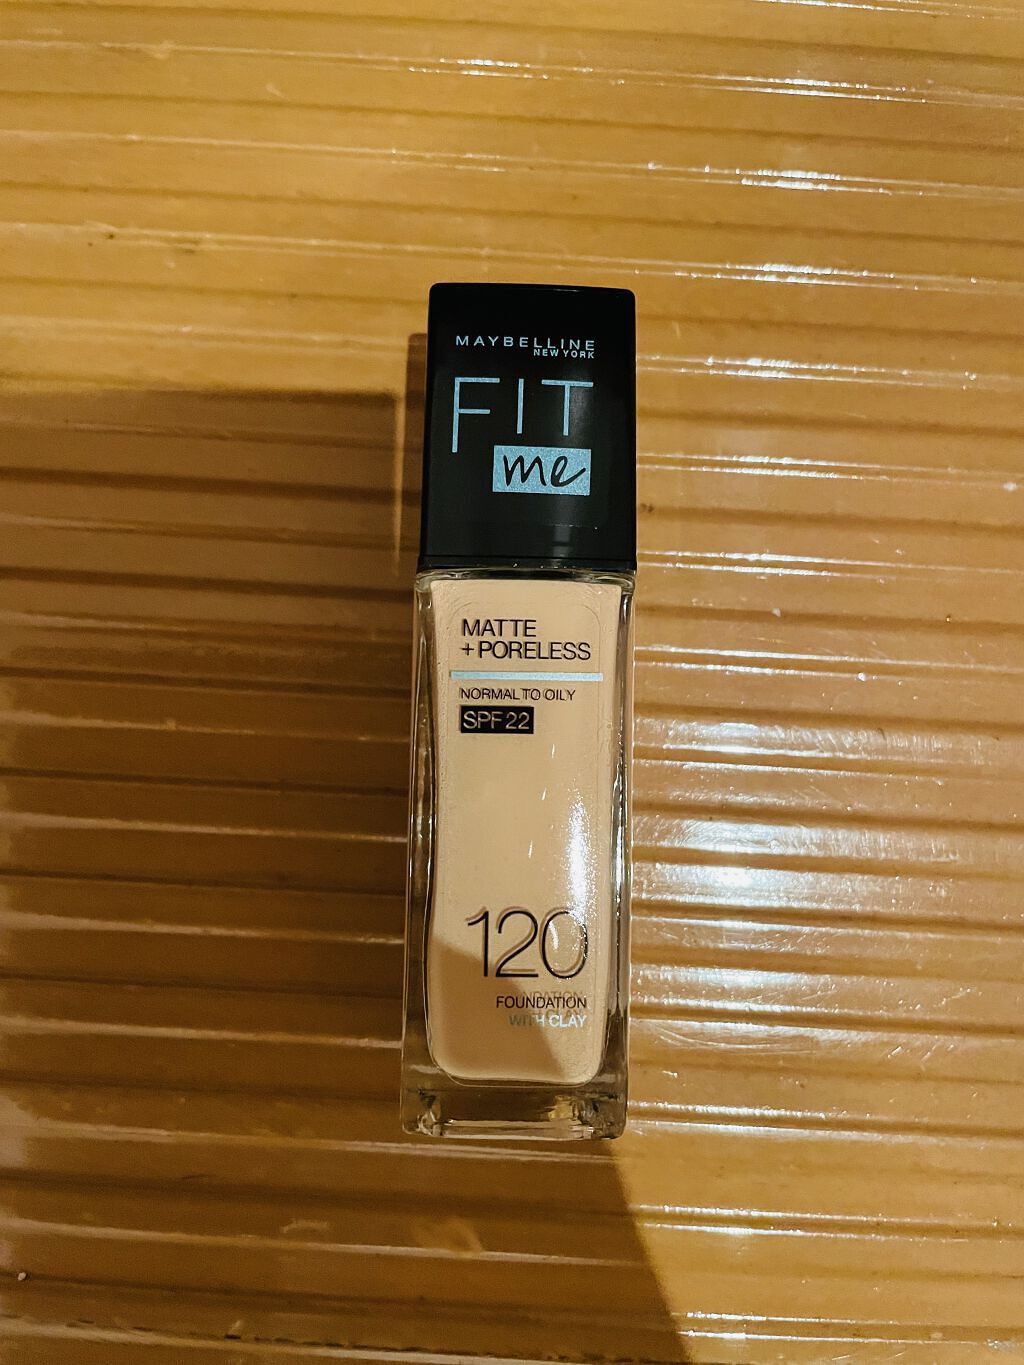 MAYBELLINE
NEW YORK
FIT
me
MATTE
+PORELESS
NORMAL TO OILY
SPF 22
120
FOUNDATION
WITH CLAY